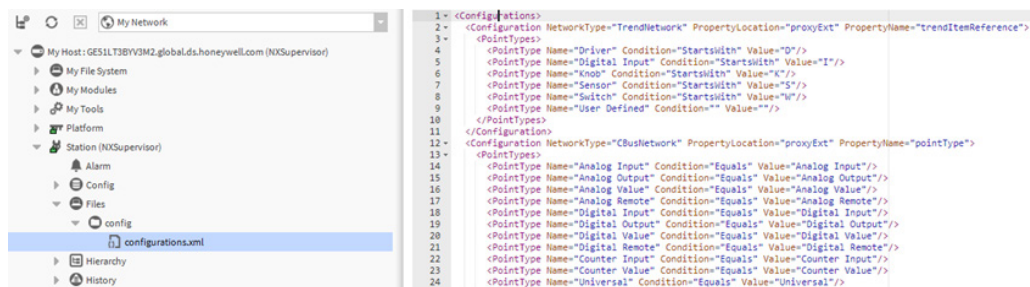 My Network
My Host : GE51LT3BYV3M2.global.ds.honeywell.com (NXSupervisor)
My File System
My Modules
My Tools
Platform
Station (NXSupervisor)
Alarm
Config
Files
config
configurations.xml
Hierarchy
History
1 <Configurations>
2 <Configuration NetworkType="TrendNetwork" PropertyLocation="proxyExt" PropertyName="trendItemReference">
3 <PointTypes>
4 <PointType Name="Driver" Condition="StartsWith" Value="D"/>
5 <PointType Name="Digital Input" Condition="StartsWith" Value="I"/>
6 <PointType Name="Knob" Condition="StartsWith" Value="K"/>
7 <PointType Name="Sensor" Condition="StartsWith" Value="S"/>
8 <PointType Name="Switch" Condition="StartsWith" Value="W"/>
9 <PointType Name="User Defined" Condition="" Value=""/>
10 </PointTypes>
11 </Configuration>
12 <Configuration NetworkType="CBusNetwork" PropertyLocation="proxyExt" PropertyName="pointType">
13 <PointTypes>
14 <PointType Name="Analog Input" Condition="Equals" Value="Analog Input"/>
15 <PointType Name="Analog Output" Condition="Equals" Value="Analog Output"/>
16 <PointType Name="Analog Value" Condition="Equals" Value="Analog Value"/>
17 <PointType Name="Analog Remote" Condition="Equals" Value="Analog Remote"/>
18 <PointType Name="Digital Input" Condition="Equals" Value="Digital Input"/>
19 <PointType Name="Digital Output" Condition="Equals" Value="Digital Output"/>
20 <PointType Name="Digital Value" Condition="Equals" Value="Digital Value"/>
21 <PointType Name="Digital Remote" Condition="Equals" Value="Digital Remote"/>
22 <PointType Name="Counter Input" Condition="Equals" Value="Counter Input"/>
23 <PointType Name="Counter Value" Condition="Equals" Value="Counter Value"/>
24 <PointType Name="Universal" Condition="Equals" Value="Universal"/>